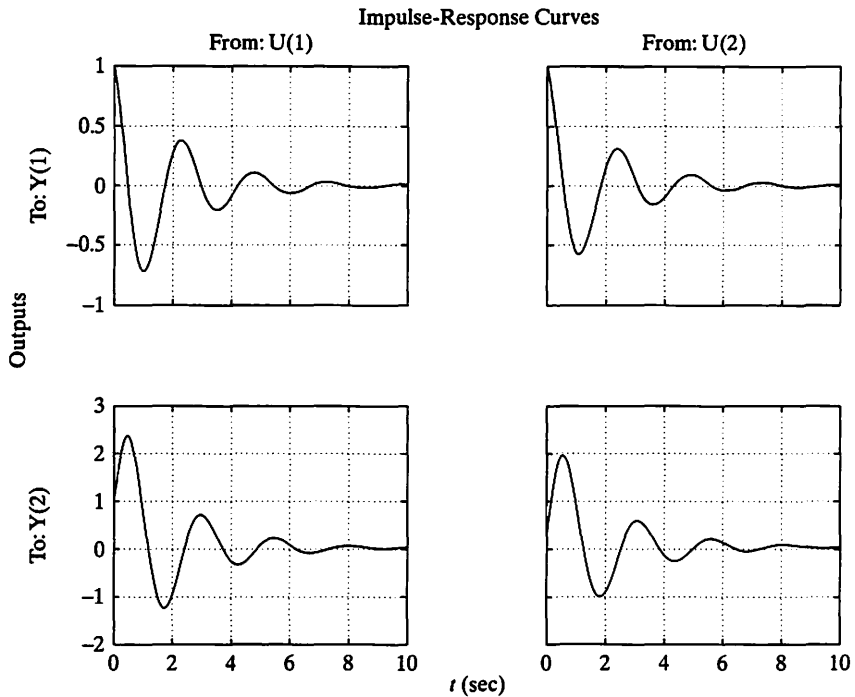 Impulse-Response Curves
From: U(1)
From: U(2)
To: Y(1)
1
0.5
0
–0.5
–1
Outputs
To: Y(2)
3
2
1
0
–1
–2
0 2 4 6 8 10
0 2 4 6 8 10
t (sec)